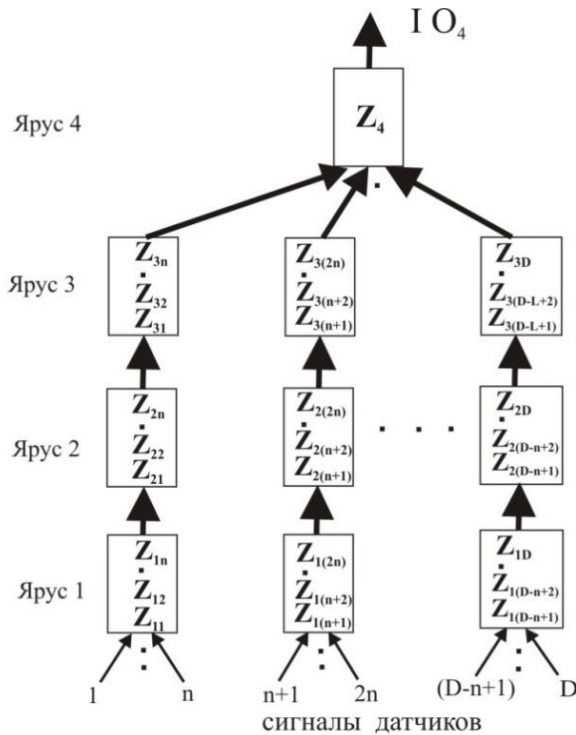 I O₄
Ярус 4
Z₄
Z₃ₙ Z₃₍₂ₙ₎ Z₃D
Ярус 3
Z₃₂ Z₃₍ₙ₊₂₎ Z₃(D-L+2)
Z₃₁ Z₃₍ₙ₊₁₎ Z₃(D-L+1)
Z₂ₙ Z₂₍₂ₙ₎ Z₂D
Ярус 2
Z₂₂ Z₂₍ₙ₊₂₎ Z₂(D-n+2)
Z₂₁ Z₂₍ₙ₊₁₎ Z₂(D-n+1)
Z₁ₙ Z₁₍₂ₙ₎ Z₁D
Ярус 1
Z₁₂ Z₁₍ₙ₊₂₎ Z₁(D-n+2)
Z₁₁ Z₁₍ₙ₊₁₎ Z₁(D-n+1)
1 n n+1 2n (D-n+1) D
сигналы датчиков